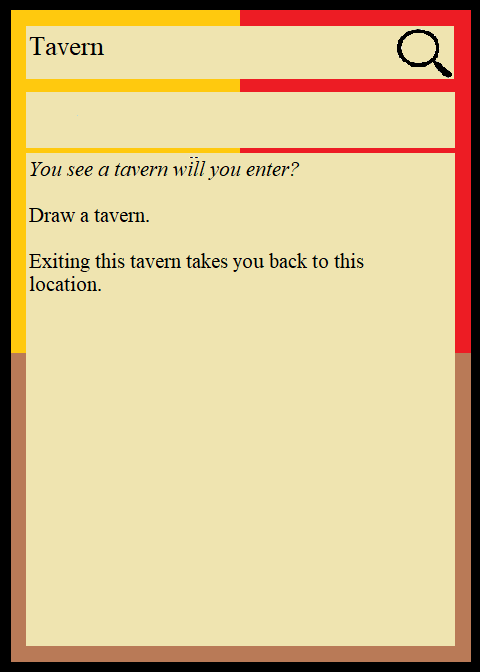 Tavern
You see a tavern will you enter?
Draw a tavern.
Exiting this tavern takes you back to this
location.